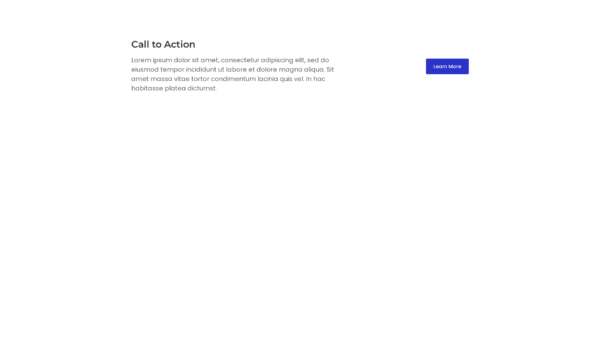 Call to Action
Lorem ipsum dolor sit amet, consectetur adipiscing elit, sed do
eiusmod tempor incididunt ut labore et dolore magna aliqua. Sit
amet massa vitae tortor condimentum lacinia quis vel. In hac
habitasse platea dictumst.
Learn More